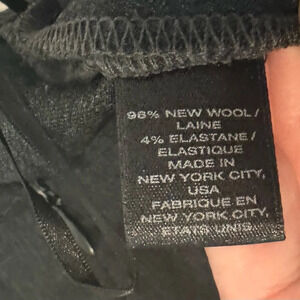 96% NEW WOOL/
LAINE
4% ELASTANE/
ELASTIQUE
MADE IN
NEW YORK CITY,
USA
FABRIQUE EN
NEW YORK CITY,
ETATS UNIS